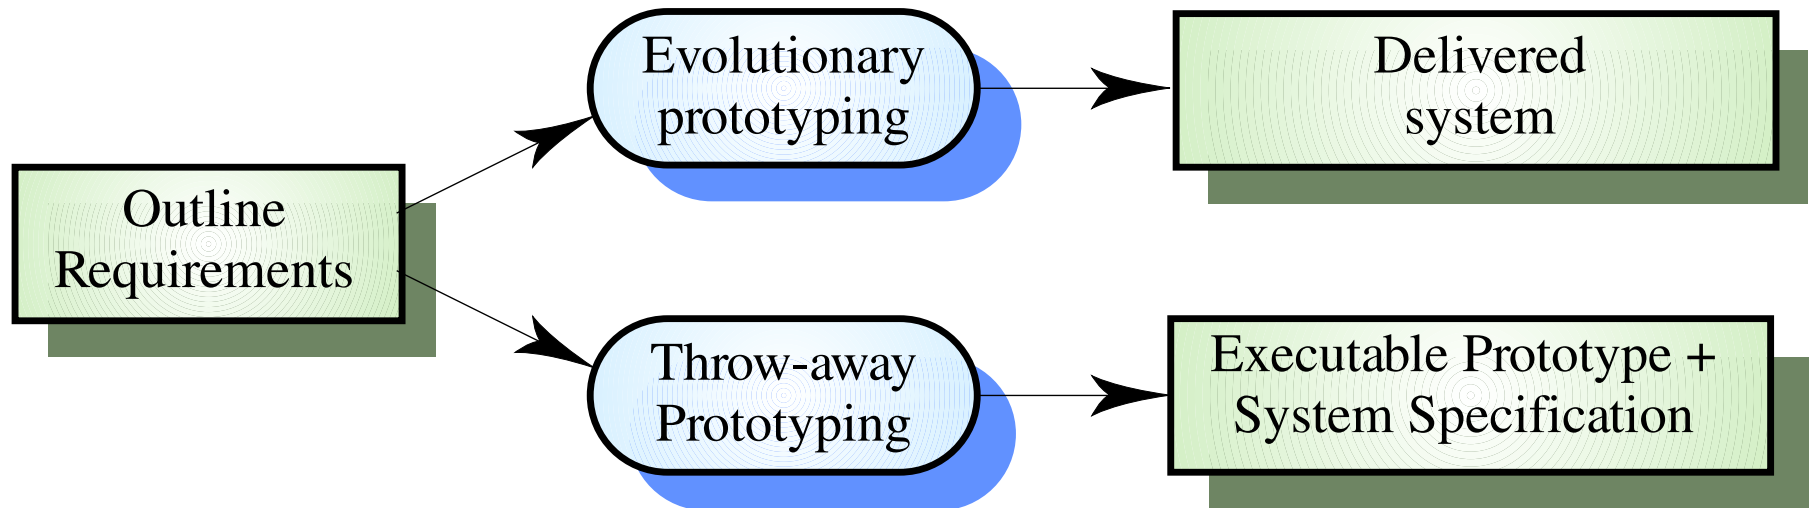 Outline
Requirements
Evolutionary
prototyping
Delivered
system
Throw-away
Prototyping
Executable Prototype +
System Specification